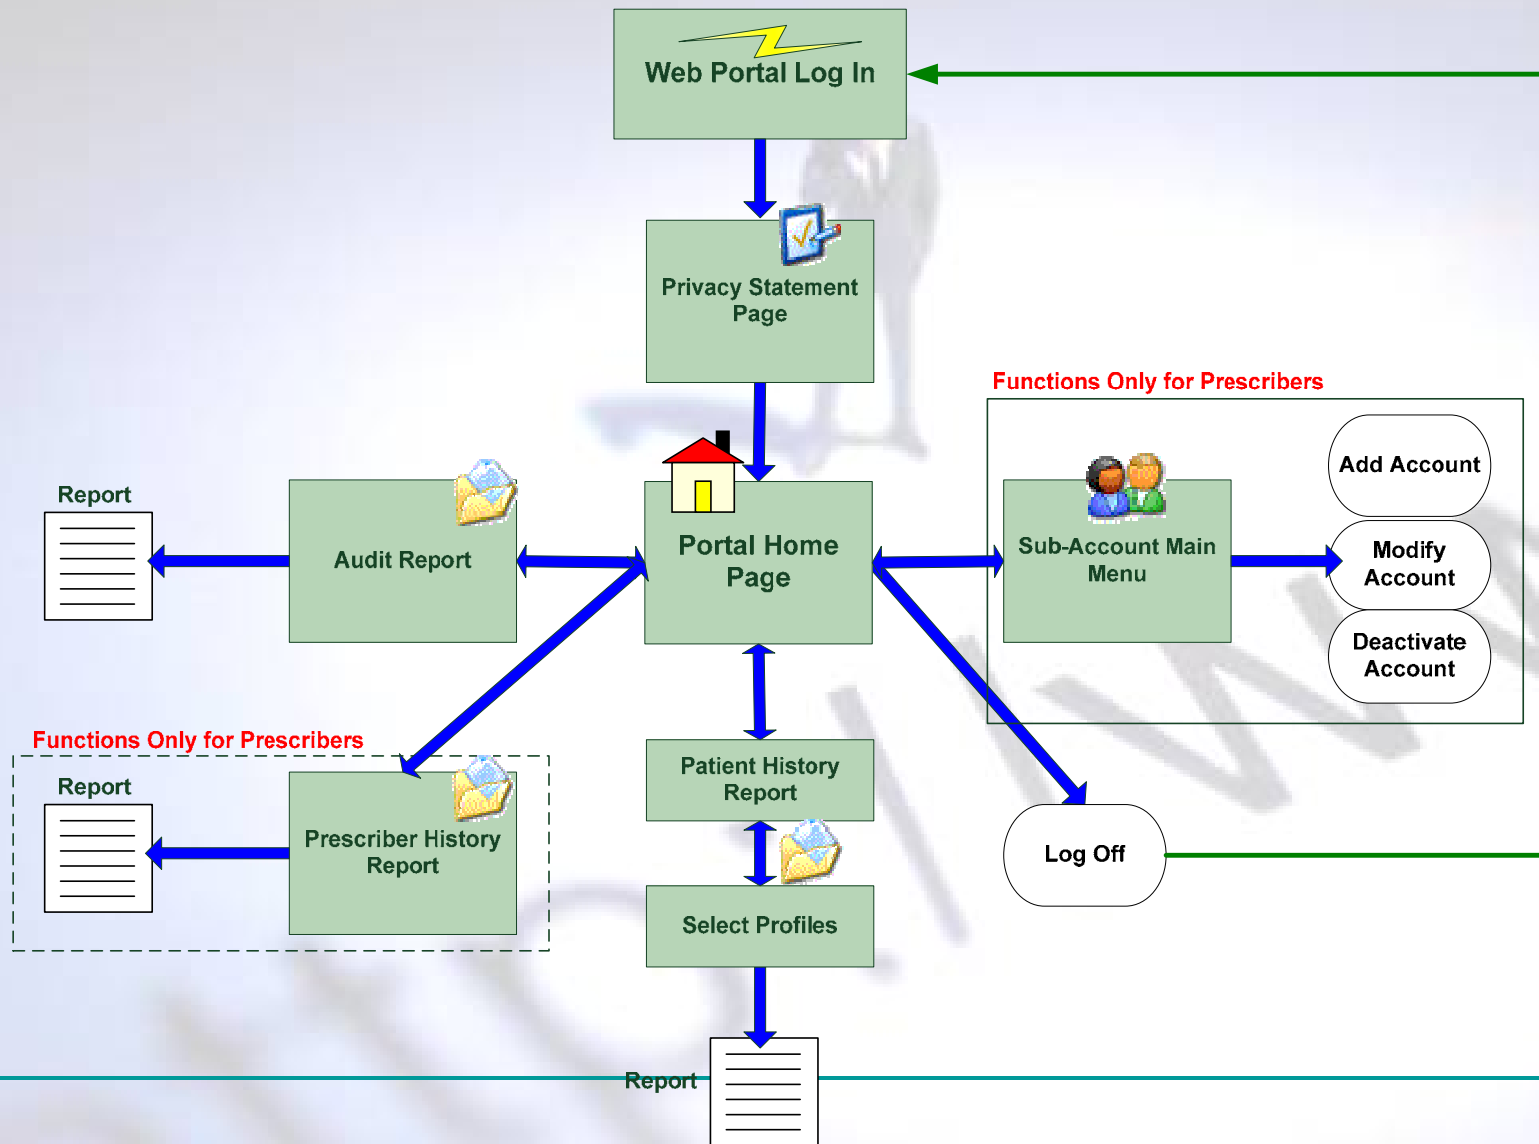 Web Portal Log In
Privacy Statement
Page
Functions Only for Prescribers
Add Account
Report
Audit Report
Portal Home
Page
Sub-Account Main
Menu
Modify
Account
Deactivate
Account
Functions Only for Prescribers
Report
Prescriber History
Report
Patient History
Report
Log Off
Select Profiles
Report